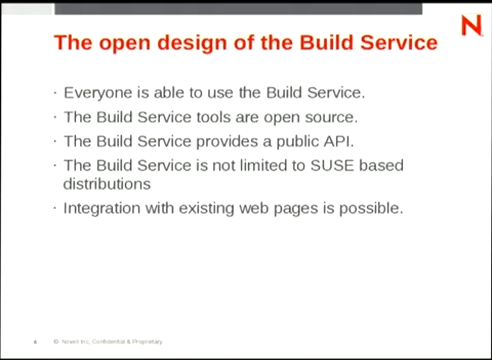 N
The open design of the Build Service
· Everyone is able to use the Build Service.
· The Build Service tools are open source.
· The Build Service provides a public API.
· The Build Service is not limited to SUSE based
distributions
· Integration with existing web pages is possible.
© Novell Inc, Confidential & Proprietary